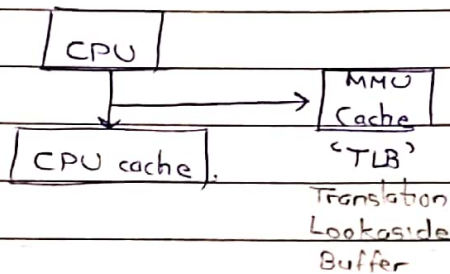 CPU
MMU
Cache
CPU cache.
'TLB'
Translation
Lookaside
Buffer